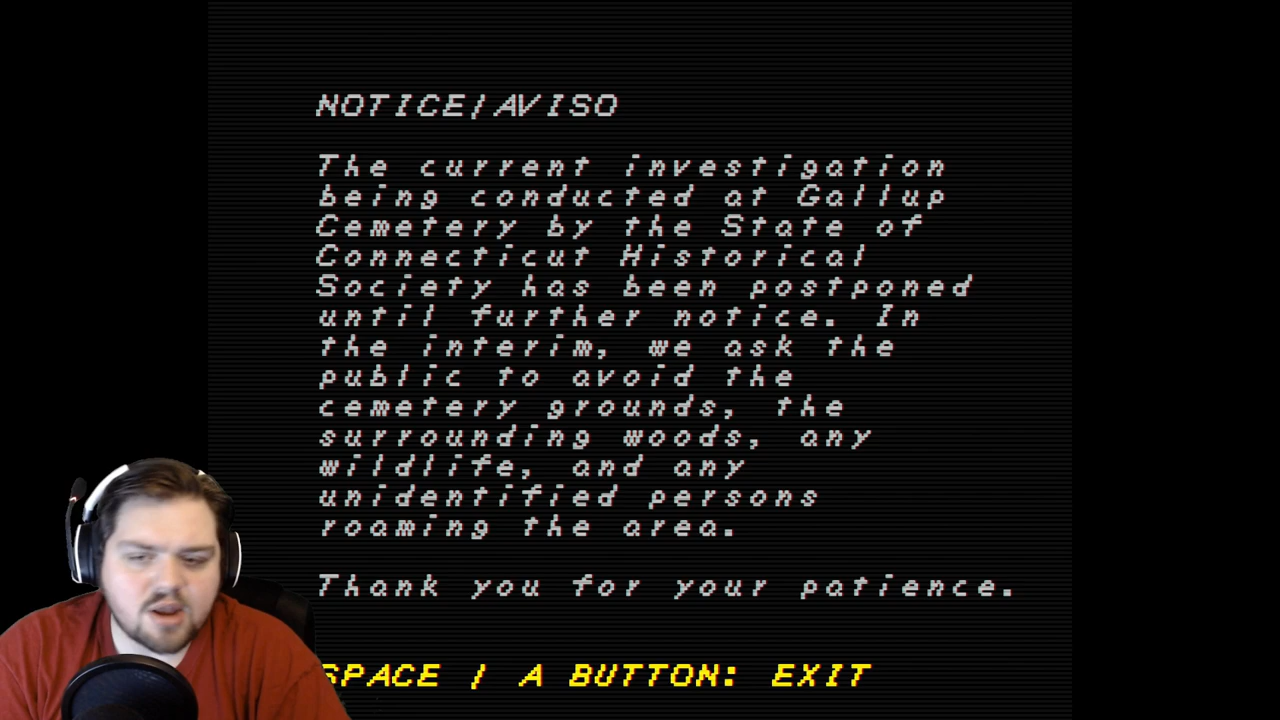 NOTICE/AVISO
The current investigation
being conducted at Gallup
Cemetery by the State of
Connecticut Historical
Society has been postponed
until further notice. In
the interim, we ask the
public to avoid the
cemetery grounds, the
surrounding woods, any
wildlife, and any
unidentified persons
roaming the area.
Thank you for your patience.
SPACE / A BUTTON: EXIT